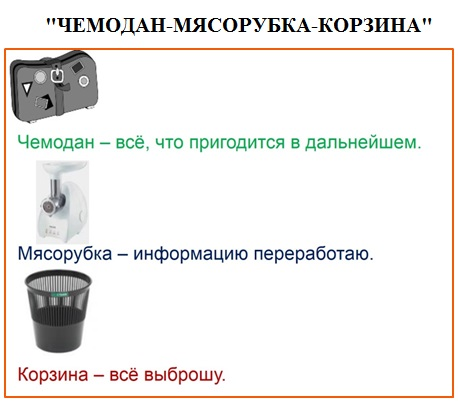 "ЧЕМОДАН-МЯСОРУБКА-КОРЗИНА"
Чемодан – всё, что пригодится в дальнейшем.
Мясорубка – информацию переработаю.
Корзина – всё выброшу.